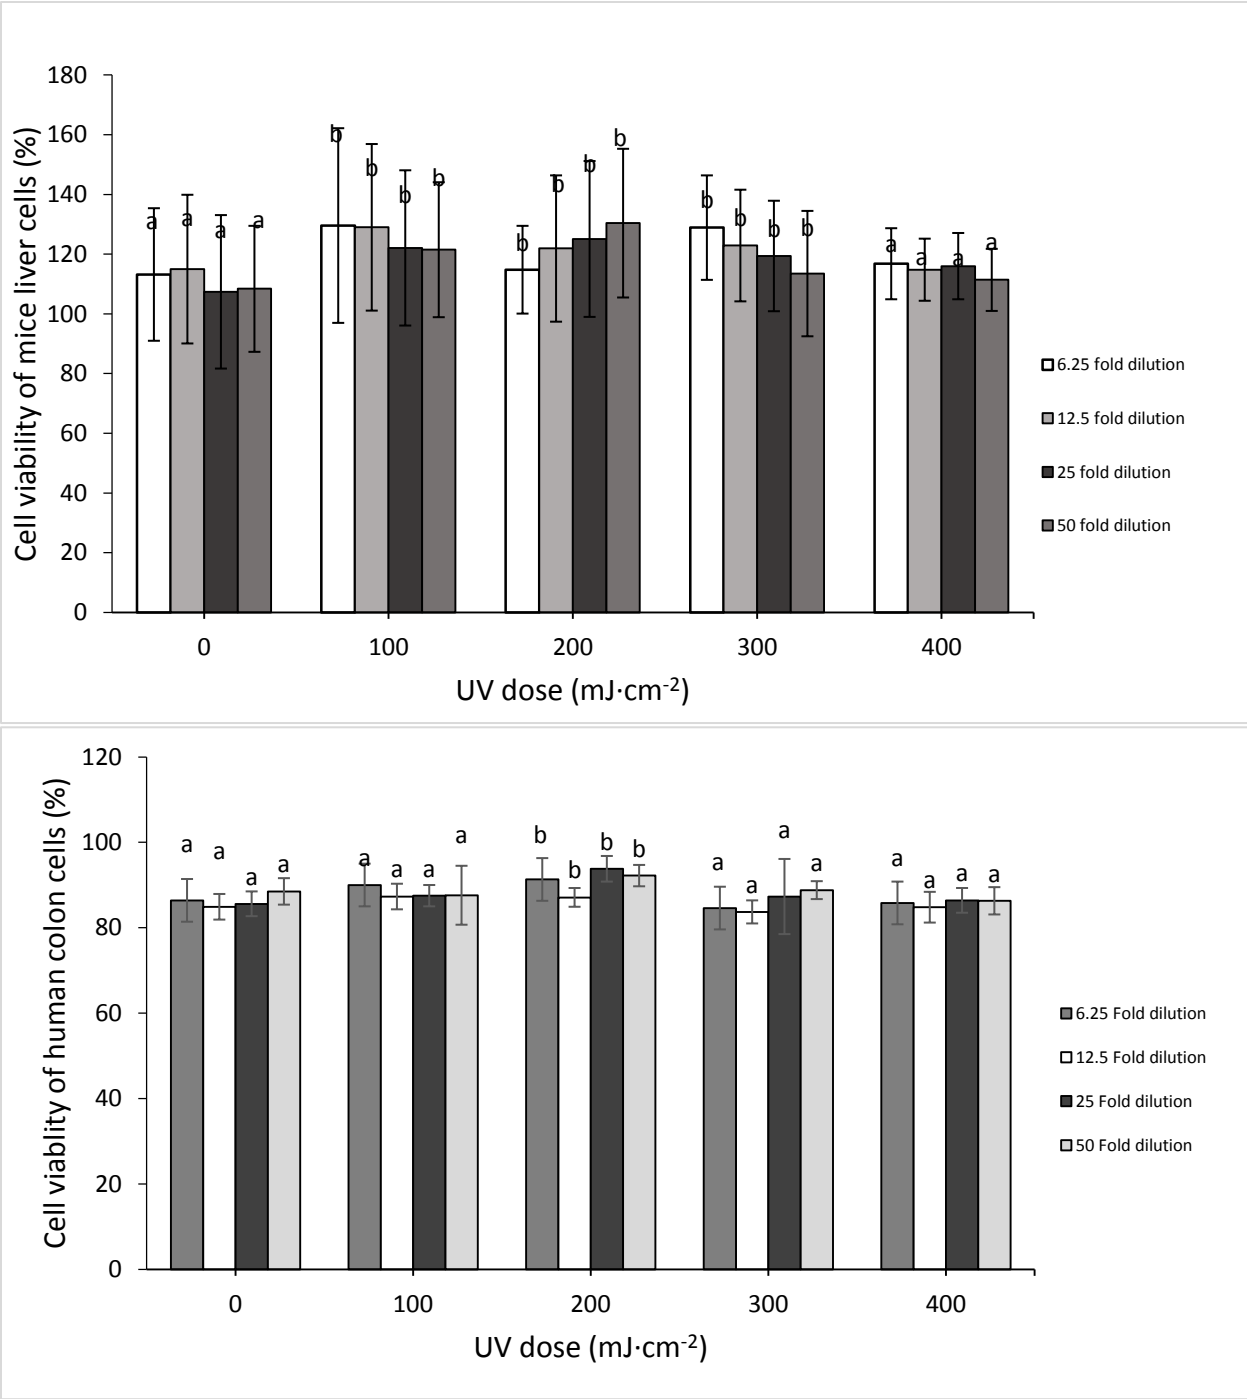 180
160
140
120
100
80
60
40
20
0
Cell viability of mice liver cells (%)
a a a a b b b b b b b b b b b b a a a a
0 100 200 300 400
UV dose (mJ·cm⁻²)
6.25 fold dilution
12.5 fold dilution
25 fold dilution
50 fold dilution
120
100
80
60
40
20
0
Cell viablity of human colon cells (%)
a a a a a a a a b b b b a a a a a a a a
0 100 200 300 400
UV dose (mJ·cm⁻²)
6.25 Fold dilution
12.5 Fold dilution
25 Fold dilution
50 Fold dilution